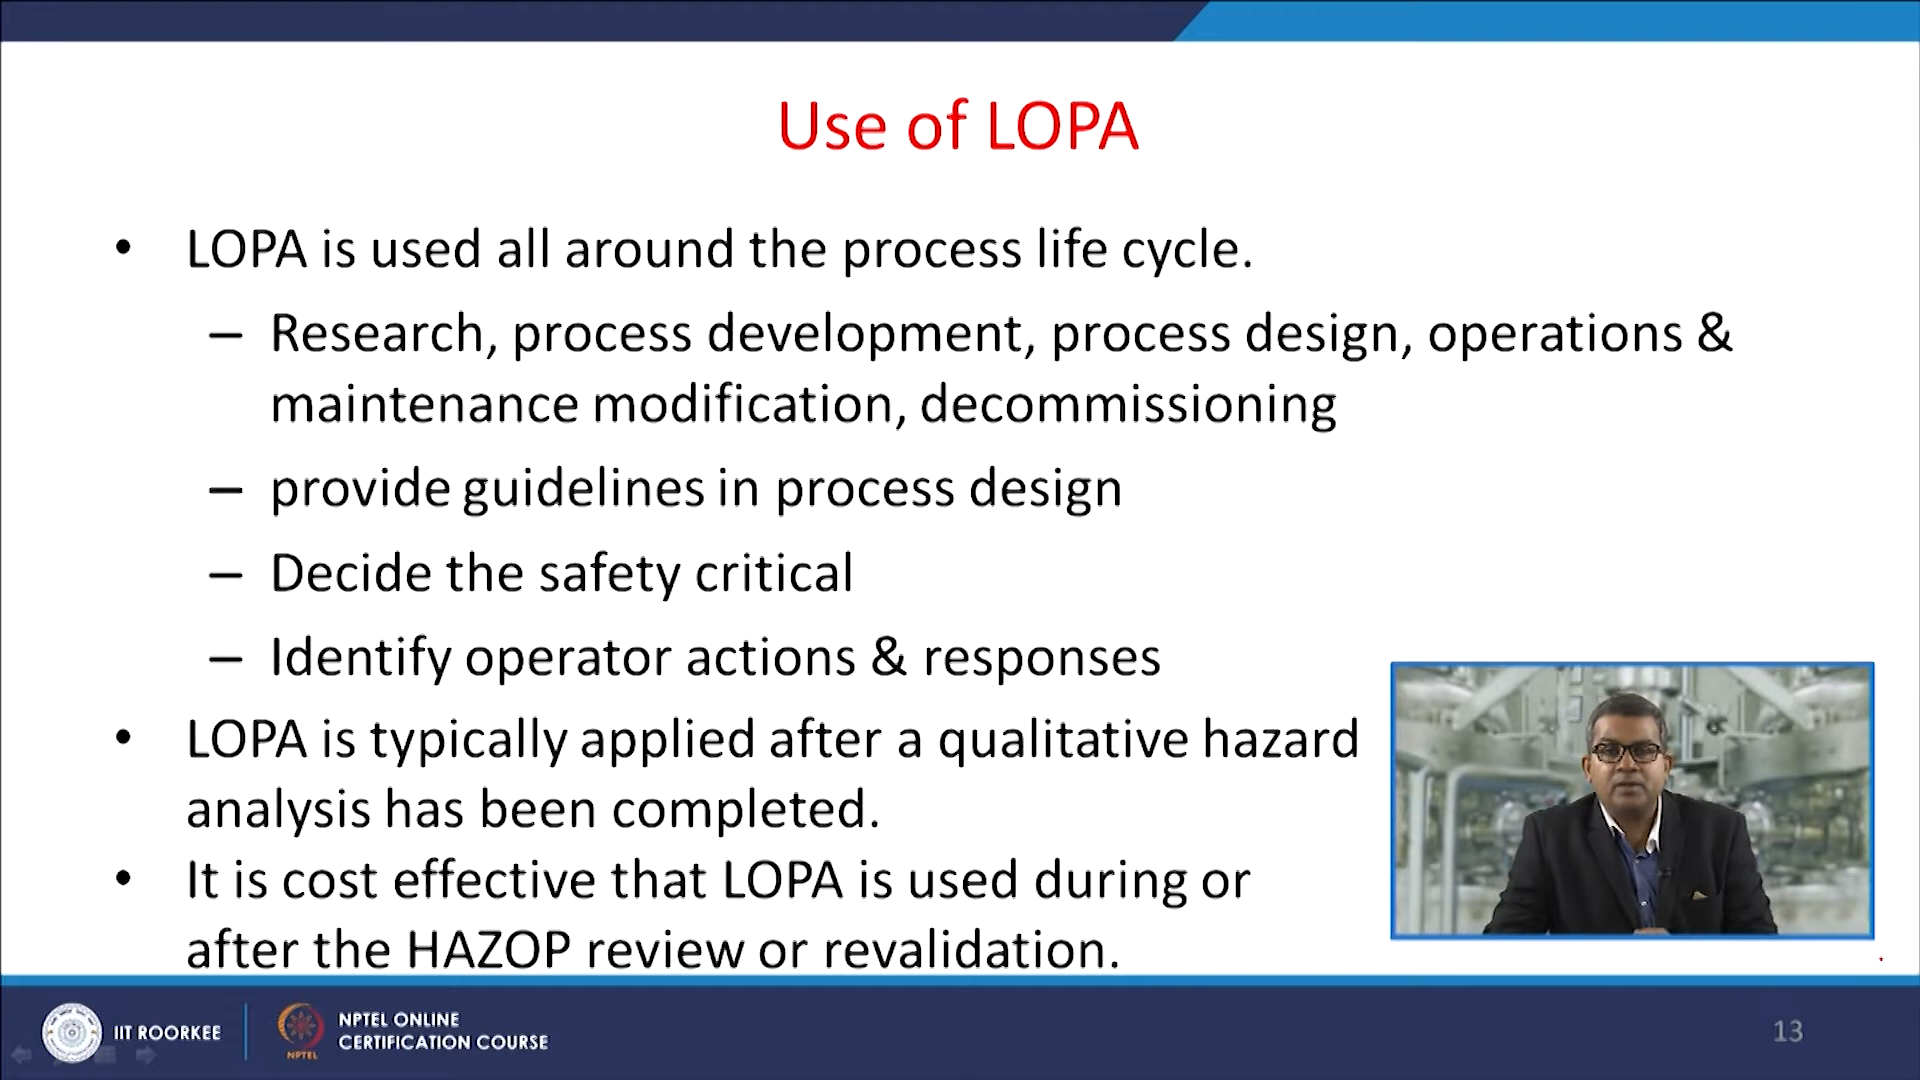 Use of LOPA
• LOPA is used all around the process life cycle.
– Research, process development, process design, operations &
maintenance modification, decommissioning
– provide guidelines in process design
– Decide the safety critical
– Identify operator actions & responses
• LOPA is typically applied after a qualitative hazard
analysis has been completed.
• It is cost effective that LOPA is used during or
after the HAZOP review or revalidation.
IIT ROORKEE
NPTEL
NPTEL ONLINE
CERTIFICATION COURSE
13